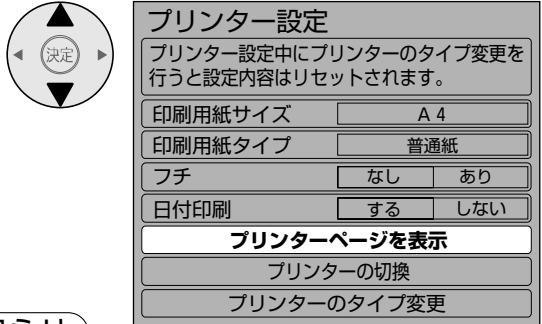 決定
プリンター設定
プリンター設定中にプリンターのタイプ変更を
行うと設定内容はリセットされます。
印刷用紙サイズ A 4
印刷用紙タイプ 普通紙
フチ なし あり
日付印刷 する しない
プリンターページを表示
プリンターの切換
プリンターのタイプ変更